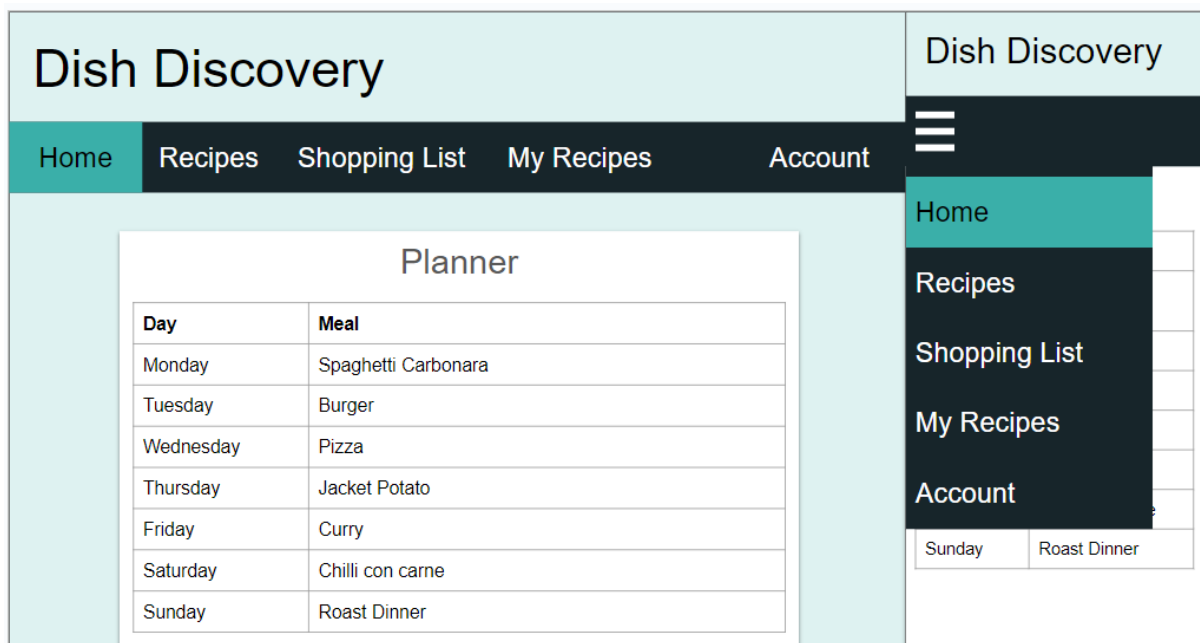 Dish Discovery
Home Recipes Shopping List My Recipes Account
Planner
Day Meal
Monday Spaghetti Carbonara
Tuesday Burger
Wednesday Pizza
Thursday Jacket Potato
Friday Curry
Saturday Chilli con carne
Sunday Roast Dinner
Dish Discovery
Home
Recipes
Shopping List
My Recipes
Account
Sunday Roast Dinner